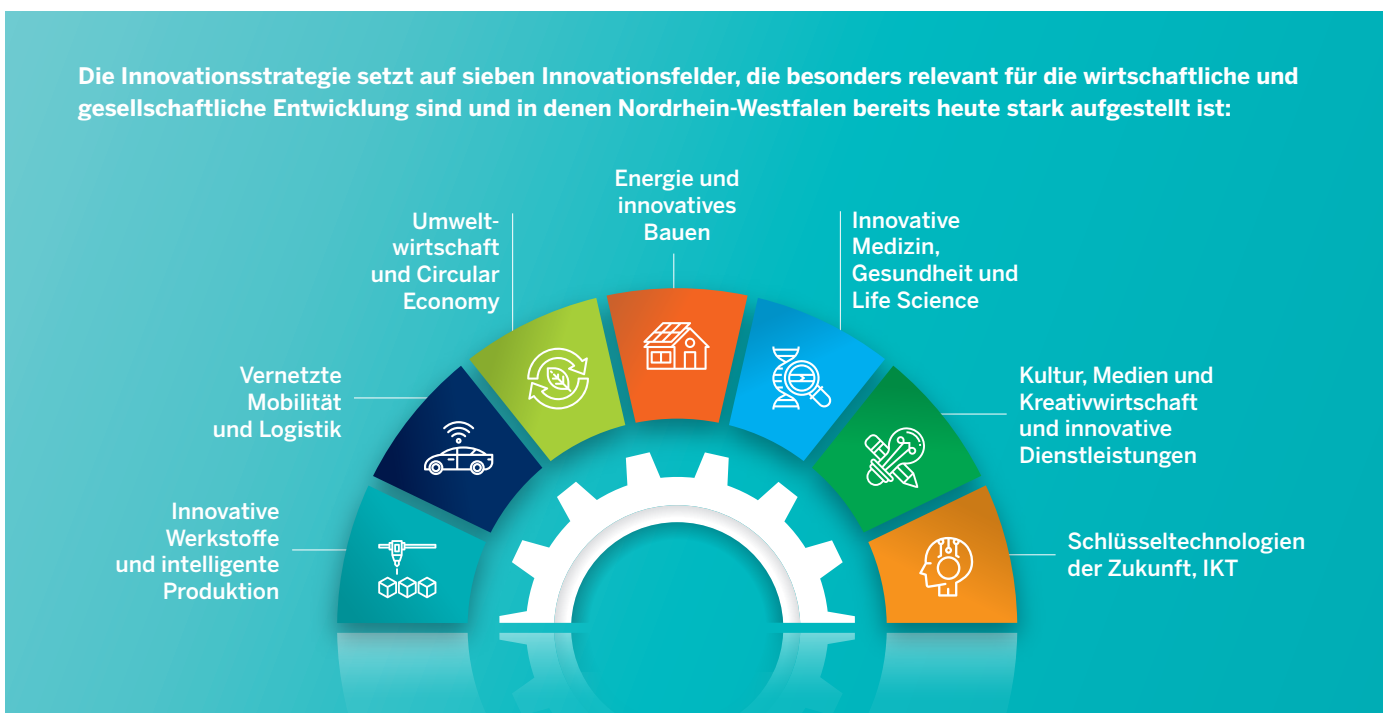 Die Innovationsstrategie setzt auf sieben Innovationsfelder, die besonders relevant für die wirtschaftliche und
gesellschaftliche Entwicklung sind und in denen Nordrhein-Westfalen bereits heute stark aufgestellt ist:
Innovative
Werkstoffe
und intelligente
Produktion
Vernetzte
Mobilität
und Logistik
Umwelt-
wirtschaft
und Circular
Economy
Energie und
innovatives
Bauen
Innovative
Medizin,
Gesundheit und
Life Science
Kultur, Medien und
Kreativwirtschaft
und innovative
Dienstleistungen
Schlüsseltechnologien
der Zukunft, IKT